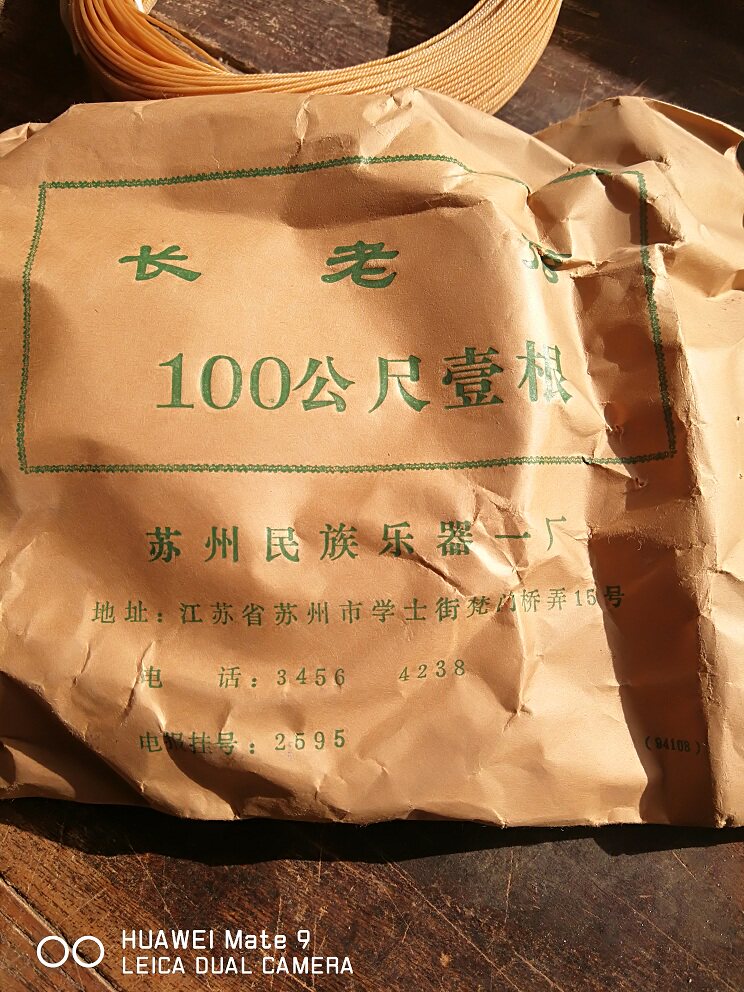 长 老
100公尺壹根
苏州民族乐器一厂
地址：江苏省苏州市学士街梵门桥弄15号
电 话：3456 4238
电报挂号：2595
(94108)
HUAWEI Mate 9
LEICA DUAL CAMERA